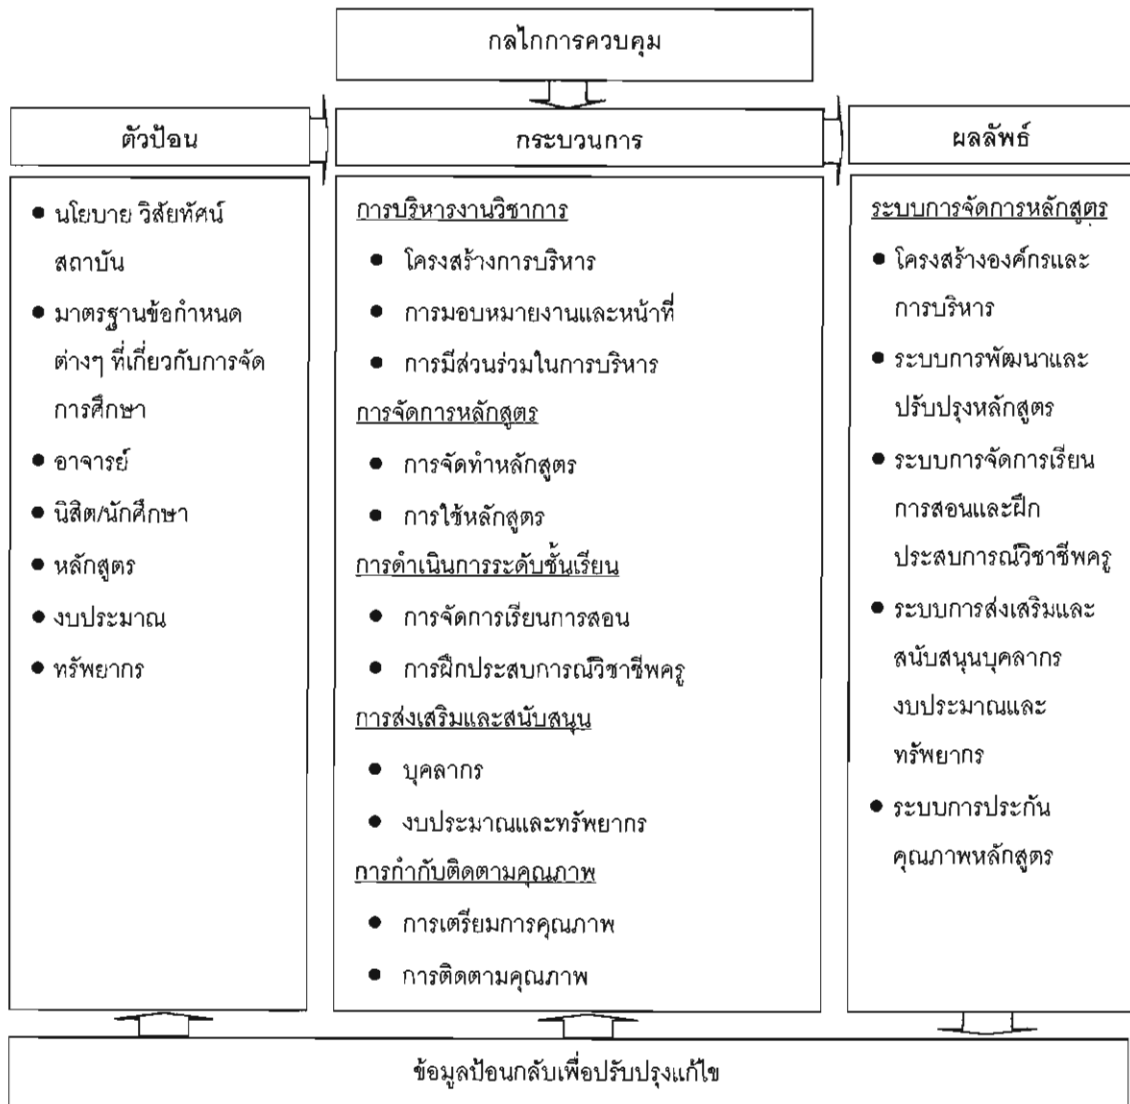 กลไกการควบคุม
ตัวป้อน
กระบวนการ
ผลลัพธ์
● นโยบาย วิสัยทัศน์
สถาบัน
● มาตรฐานข้อกำหนด
ต่างๆ ที่เกี่ยวกับการจัด
การศึกษา
● อาจารย์
● นิสิต/นักศึกษา
● หลักสูตร
● งบประมาณ
● ทรัพยากร
การบริหารงานวิชาการ
● โครงสร้างการบริหาร
● การมอบหมายงานและหน้าที่
● การมีส่วนร่วมในการบริหาร
การจัดการหลักสูตร
● การจัดทำหลักสูตร
● การใช้หลักสูตร
การดำเนินการระดับชั้นเรียน
● การจัดการเรียนการสอน
● การฝึกประสบการณ์วิชาชีพครู
การส่งเสริมและสนับสนุน
● บุคลากร
● งบประมาณและทรัพยากร
การกำกับติดตามคุณภาพ
● การเตรียมการคุณภาพ
● การติดตามคุณภาพ
ระบบการจัดการหลักสูตร
● โครงสร้างองค์กรและ
การบริหาร
● ระบบการพัฒนาและ
ปรับปรุงหลักสูตร
● ระบบการจัดการเรียน
การสอนและฝึก
ประสบการณ์วิชาชีพครู
● ระบบการส่งเสริมและ
สนับสนุนบุคลากร
งบประมาณและ
ทรัพยากร
● ระบบการประกัน
คุณภาพหลักสูตร
ข้อมูลป้อนกลับเพื่อปรับปรุงแก้ไข